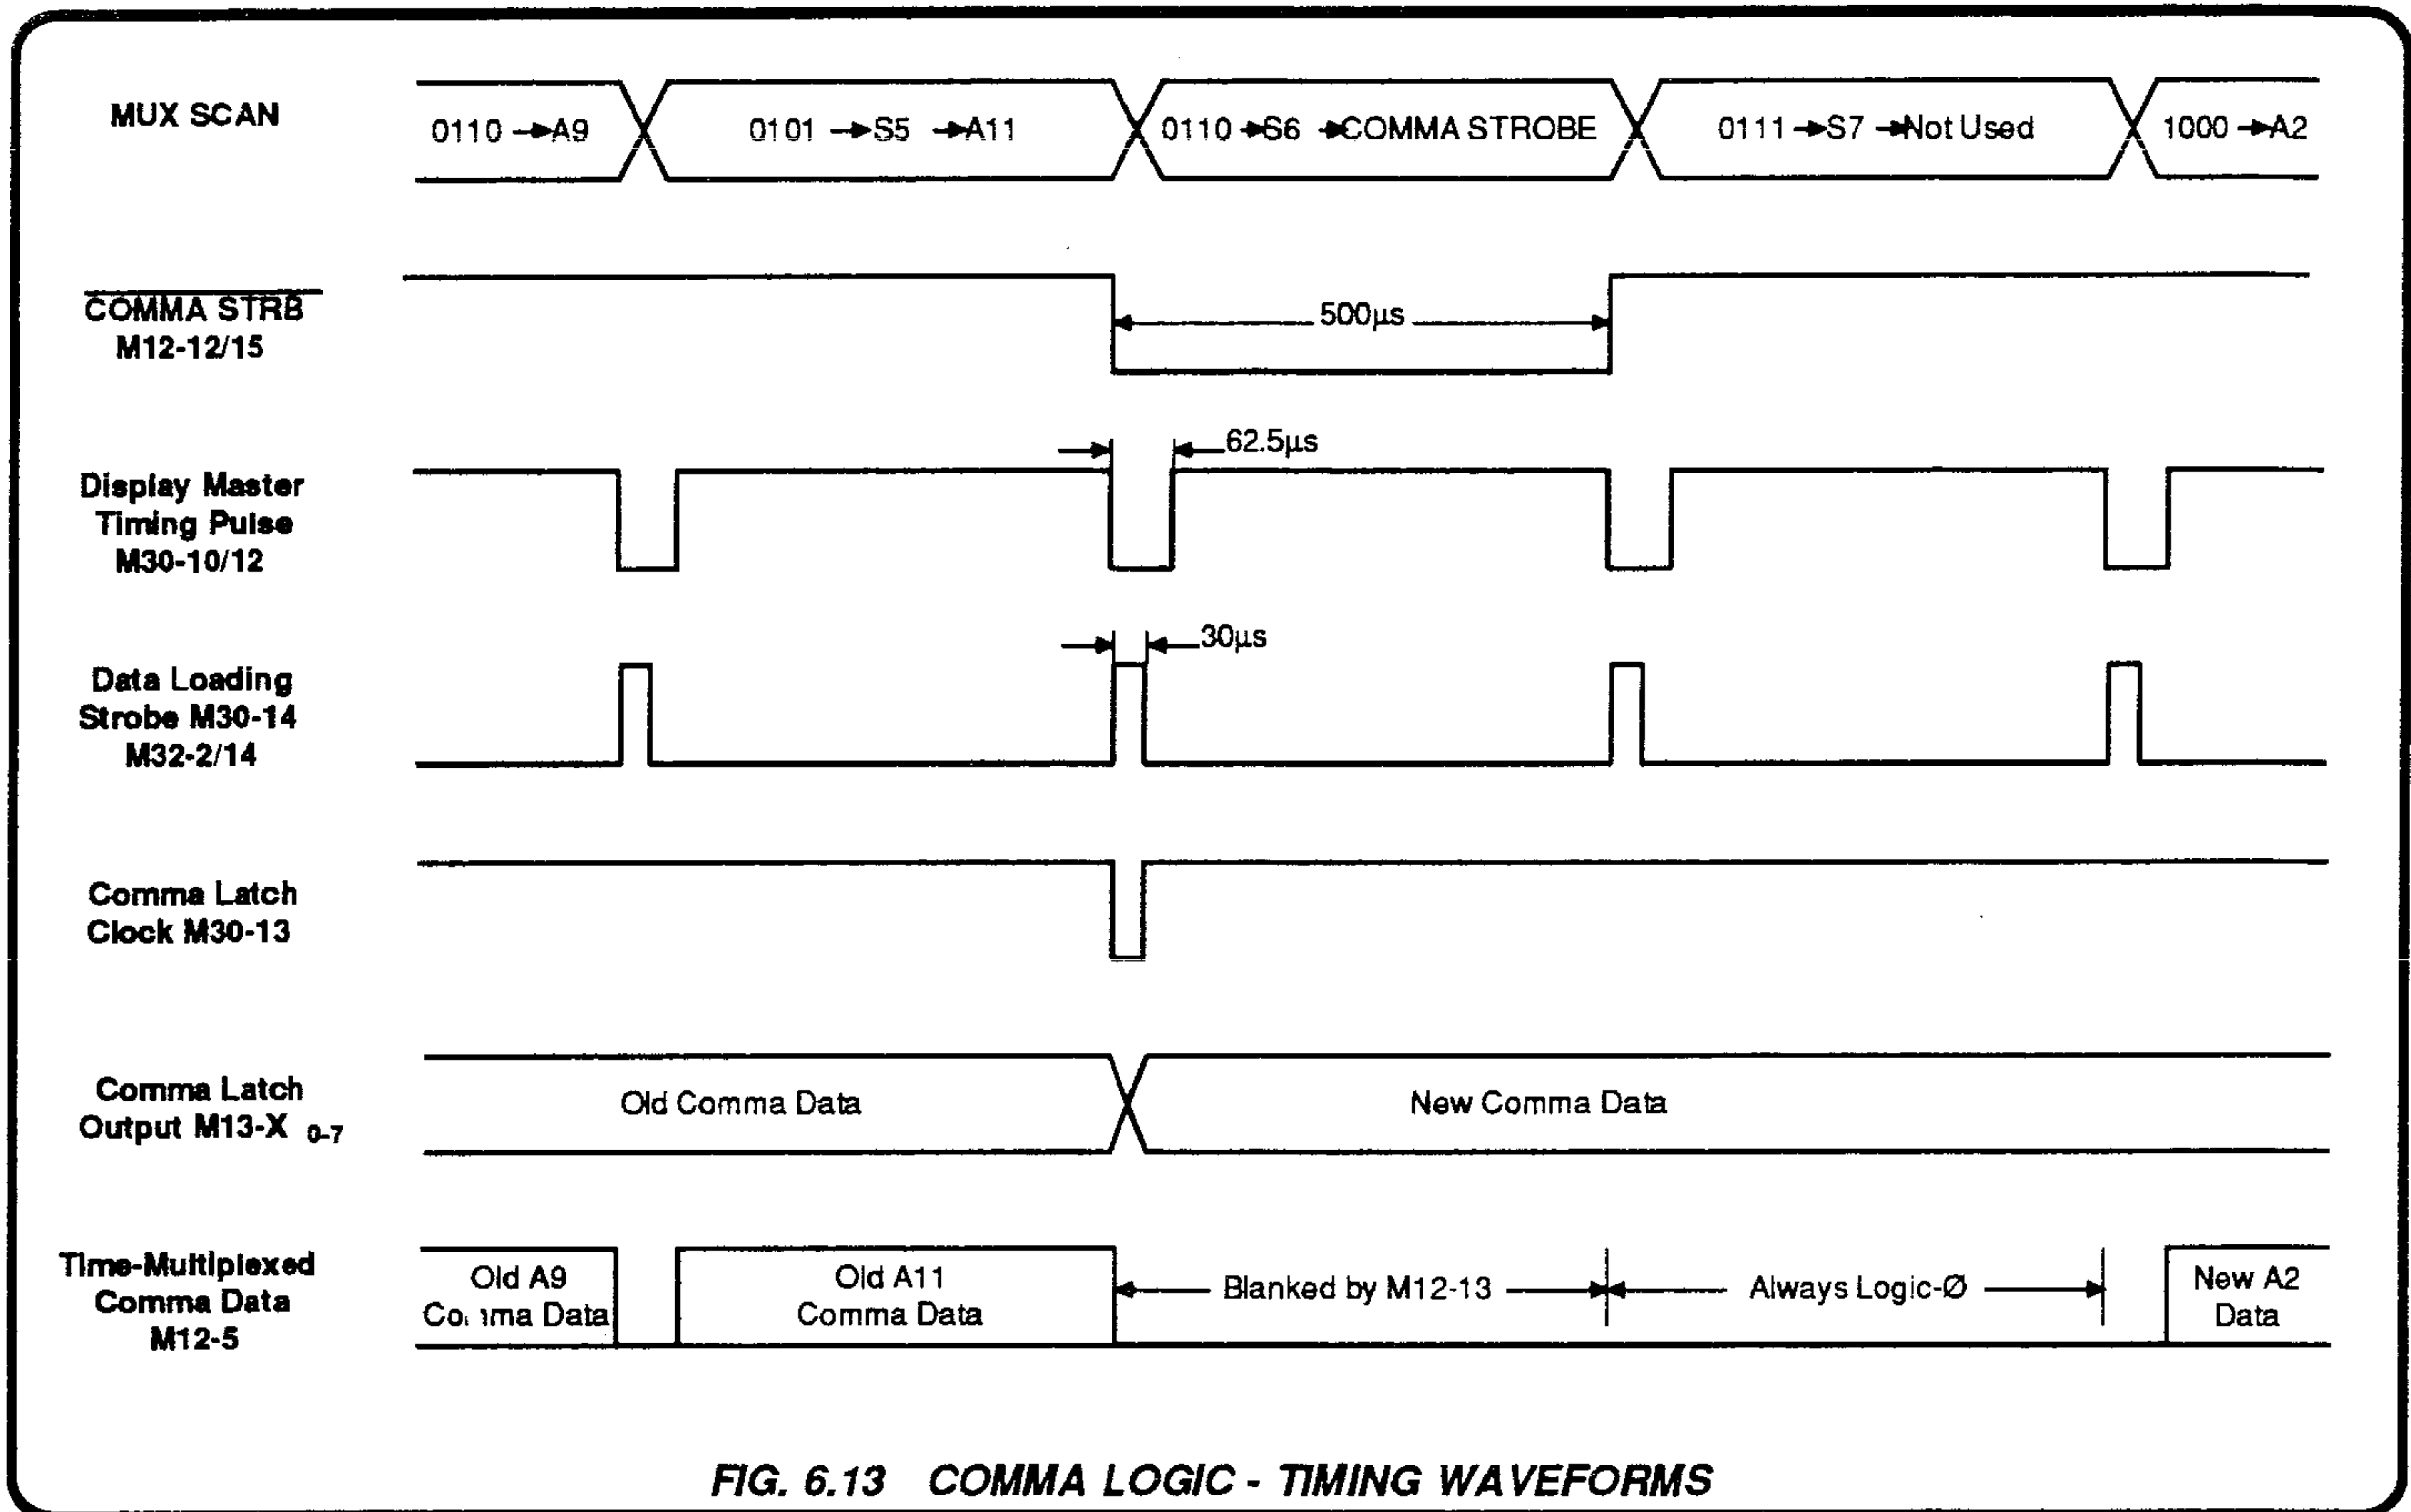 MUX SCAN
0110 →A9
0101 →S5 →A11
0110 →S6 →COMMA STROBE
0111 →S7 →Not Used
1000 →A2
COMMA STRB
M12-12/15
500µs
Display Master
Timing Pulse
M30-10/12
62.5µs
Data Loading
Strobe M30-14
M32-2/14
30µs
Comma Latch
Clock M30-13
Comma Latch
Output M13-X 0-7
Old Comma Data
New Comma Data
Time-Multiplexed
Comma Data
M12-5
Old A9
Comma Data
Old A11
Comma Data
Blanked by M12-13
Always Logic-Ø
New A2
Data
FIG. 6.13 COMMA LOGIC - TIMING WAVEFORMS